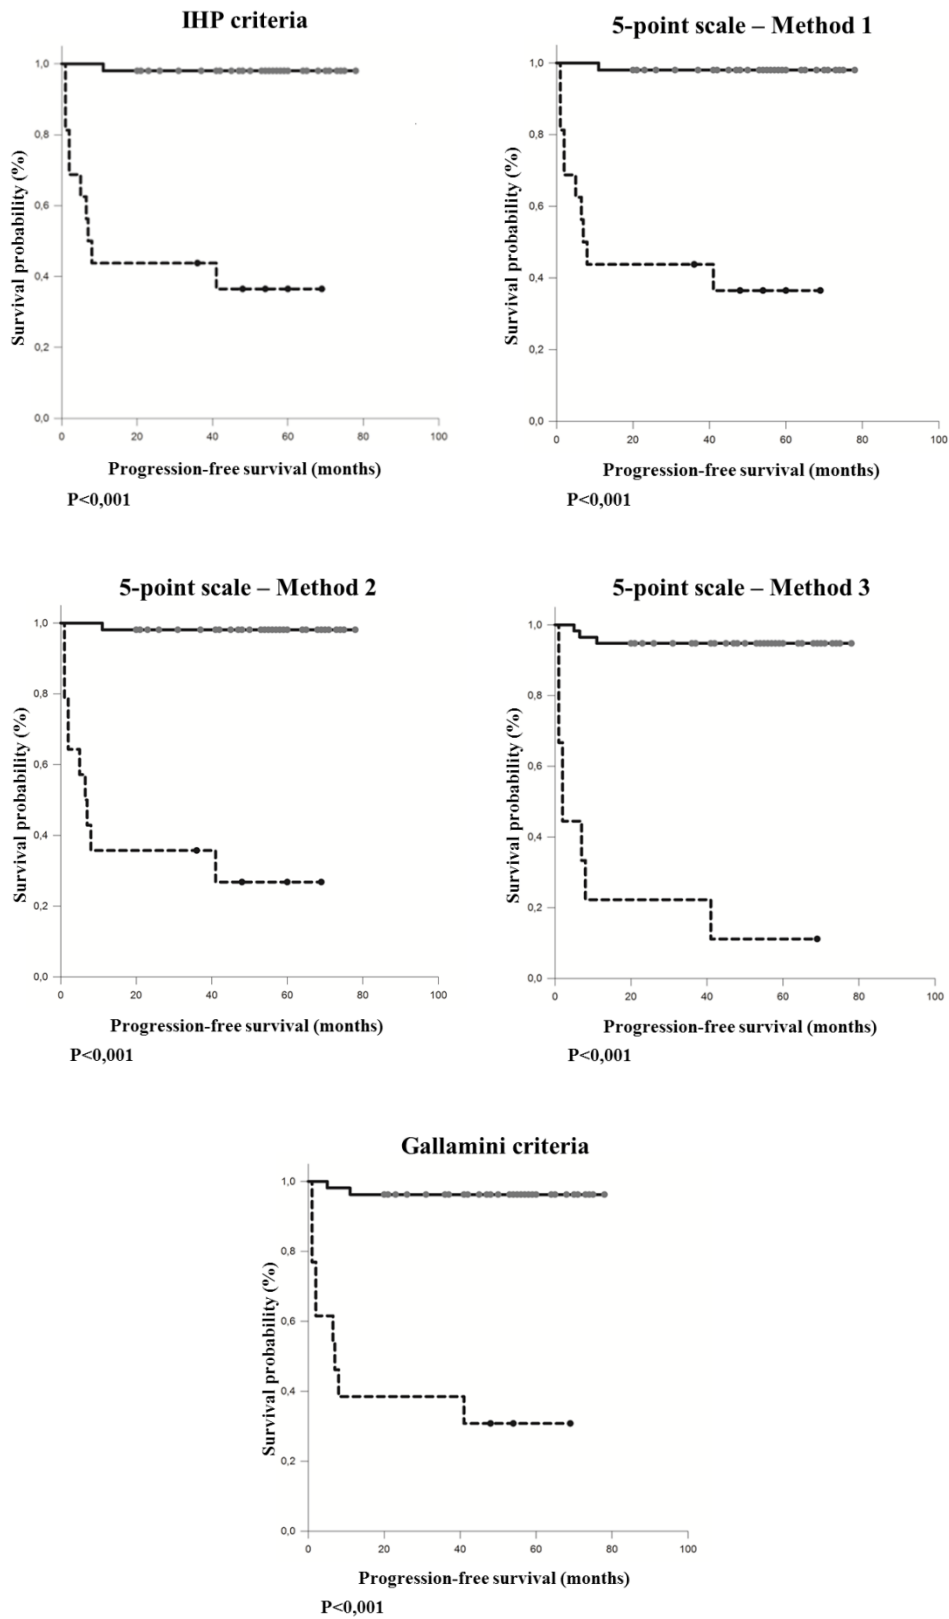 IHP criteria
1,0
0,8
0,6
0,4
0,2
0,0
Survival probability (%)
0 20 40 60 80 100
Progression-free survival (months)
P<0,001
5-point scale – Method 1
1,0
0,8
0,6
0,4
0,2
0,0
Survival probability (%)
0 20 40 60 80 100
Progression-free survival (months)
P<0,001
5-point scale – Method 2
1,0
0,8
0,6
0,4
0,2
0,0
Survival probability (%)
0 20 40 60 80 100
Progression-free survival (months)
P<0,001
5-point scale – Method 3
1,0
0,8
0,6
0,4
0,2
0,0
Survival probability (%)
0 20 40 60 80 100
Progression-free survival (months)
P<0,001
Gallamini criteria
1,0
0,8
0,6
0,4
0,2
0,0
Survival probability (%)
0 20 40 60 80 100
Progression-free survival (months)
P<0,001